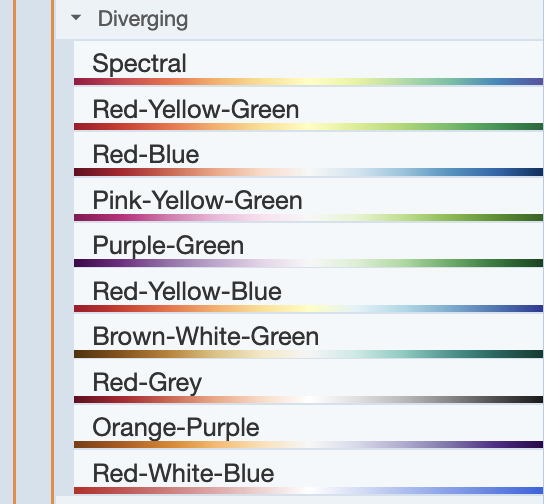 Diverging
Spectral
Red-Yellow-Green
Red-Blue
Pink-Yellow-Green
Purple-Green
Red-Yellow-Blue
Brown-White-Green
Red-Grey
Orange-Purple
Red-White-Blue